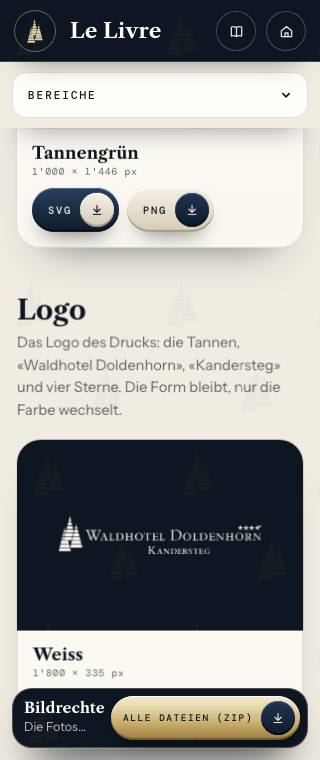 Le Livre
BEREICHE
Tannengrün
1'000 × 1'446 px
SVG
PNG
Logo
Das Logo des Drucks: die Tannen,
«Waldhotel Doldenhorn», «Kandersteg»
und vier Sterne. Die Form bleibt, nur die
Farbe wechselt.
WALDHOTEL DOLDENHORN
KANDERSTEG
Weiss
1'800 × 335 px
Bildrechte
Die Fotos…
ALLE DATEIEN (ZIP)